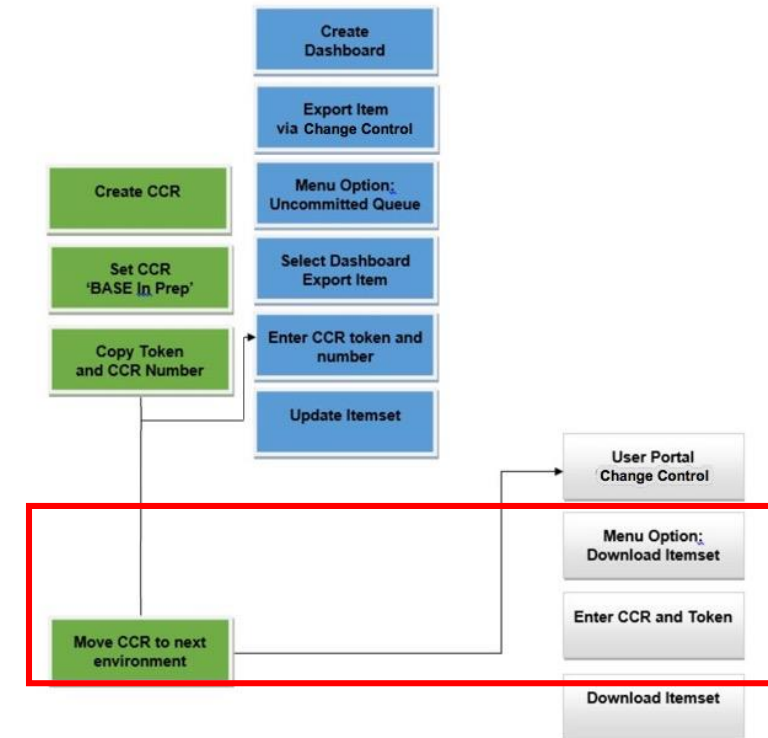 Create
Dashboard
Export Item
via Change Control
Menu Option:
Uncommitted Queue
Select Dashboard
Export Item
Enter CCR token and
number
Update Itemset
Create CCR
Set CCR
‘BASE In Prep’
Copy Token
and CCR Number
Move CCR to next
environment
User Portal
Change Control
Menu Option:
Download Itemset
Enter CCR and Token
Download Itemset